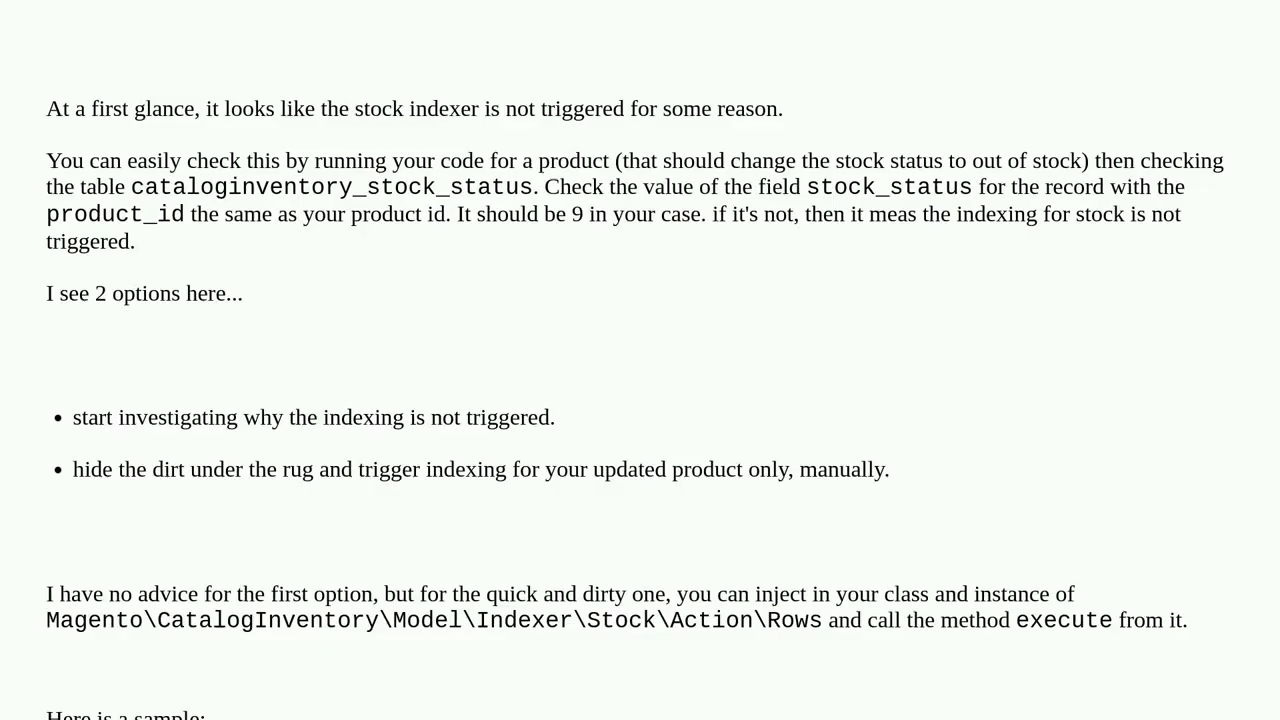 At a first glance, it looks like the stock indexer is not triggered for some reason.
You can easily check this by running your code for a product (that should change the stock status to out of stock) then checking
the table cataloginventory_stock_status. Check the value of the field stock_status for the record with the
product_id the same as your product id. It should be 9 in your case. if it's not, then it meas the indexing for stock is not
triggered.
I see 2 options here...
• start investigating why the indexing is not triggered.
• hide the dirt under the rug and trigger indexing for your updated product only, manually.
I have no advice for the first option, but for the quick and dirty one, you can inject in your class and instance of
Magento\CatalogInventory\Model\Indexer\Stock\Action\Rows and call the method execute from it.
Here is a sample: